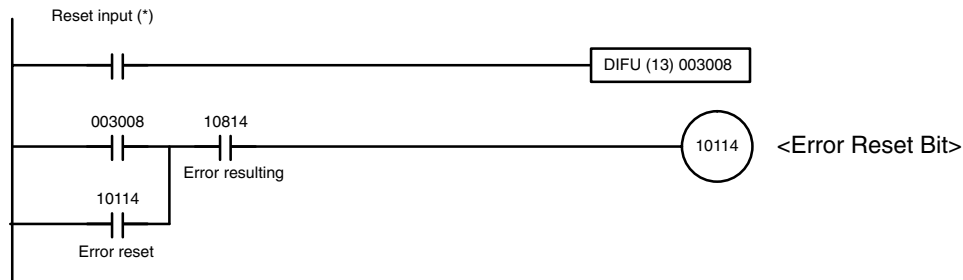 Reset input (*)
DIFU (13) 003008
003008
10814
10114
<Error Reset Bit>
Error resulting
10114
Error reset